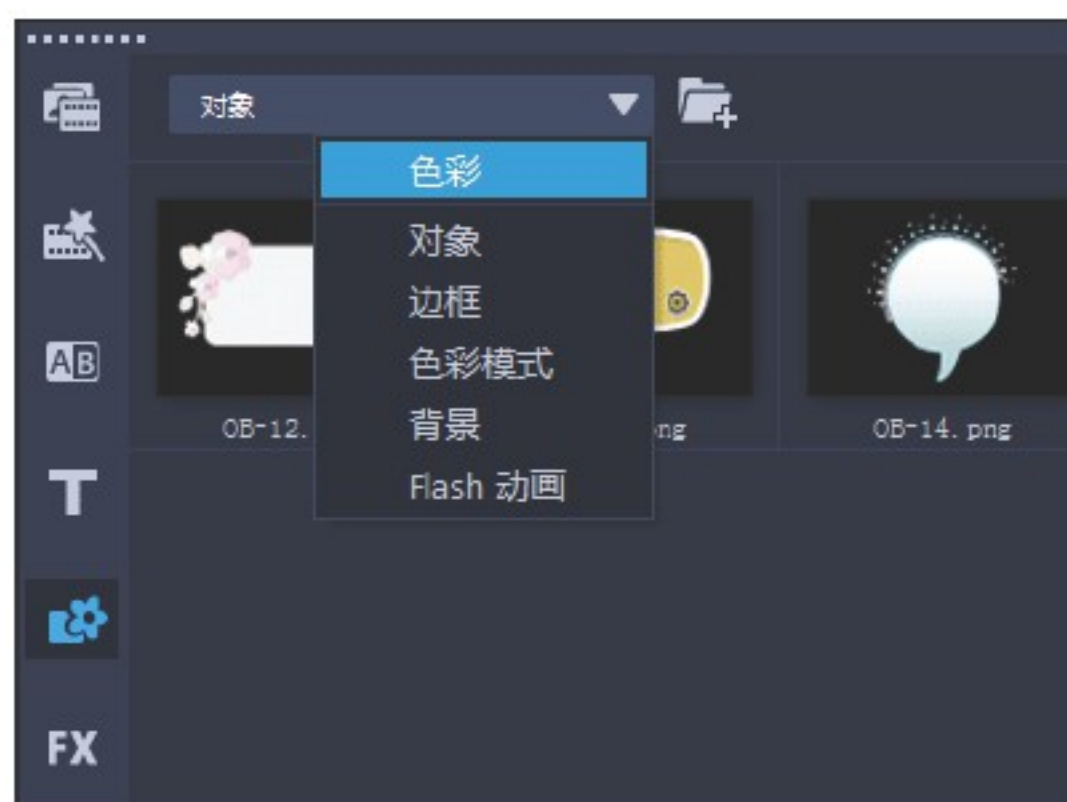 对象
色彩
对象
边框
色彩模式
背景
Flash 动画
OB-12.
ng
OB-14.png
AB
T
FX